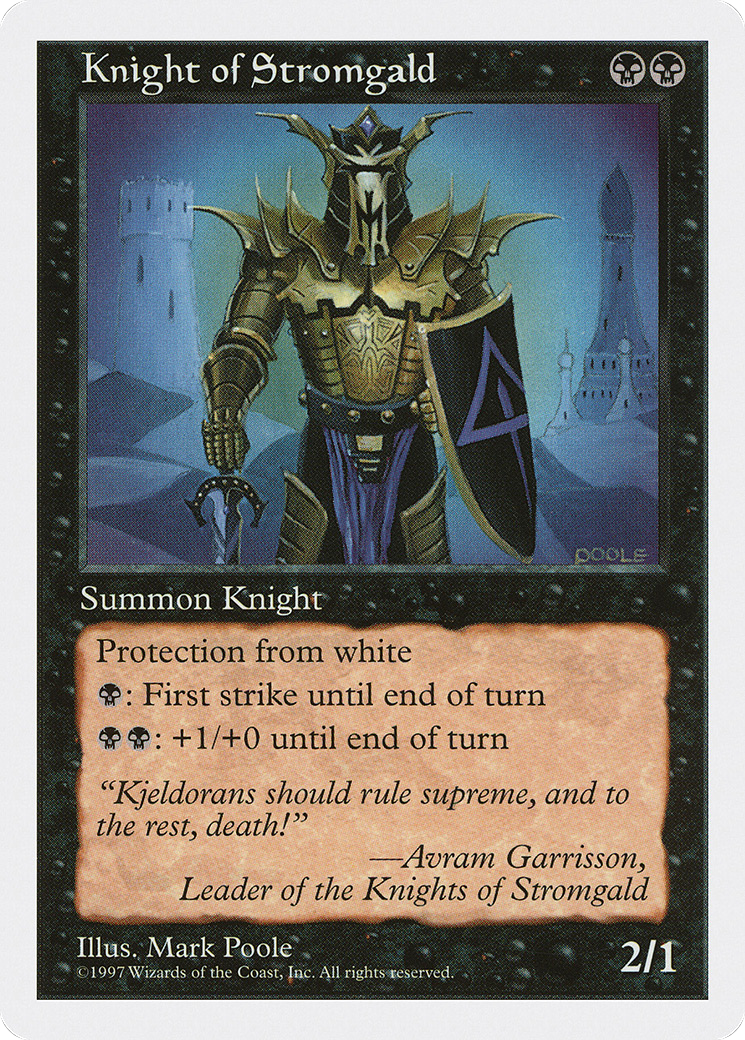 Knight of Stromgald
POOLE
Summon Knight
Protection from white
: First strike until end of turn
: +1/+0 until end of turn
“Kjeldorans should rule supreme, and to
the rest, death!”
—Avram Garrisson,
Leader of the Knights of Stromgald
Illus. Mark Poole
©1997 Wizards of the Coast, Inc. All rights reserved.
2/1